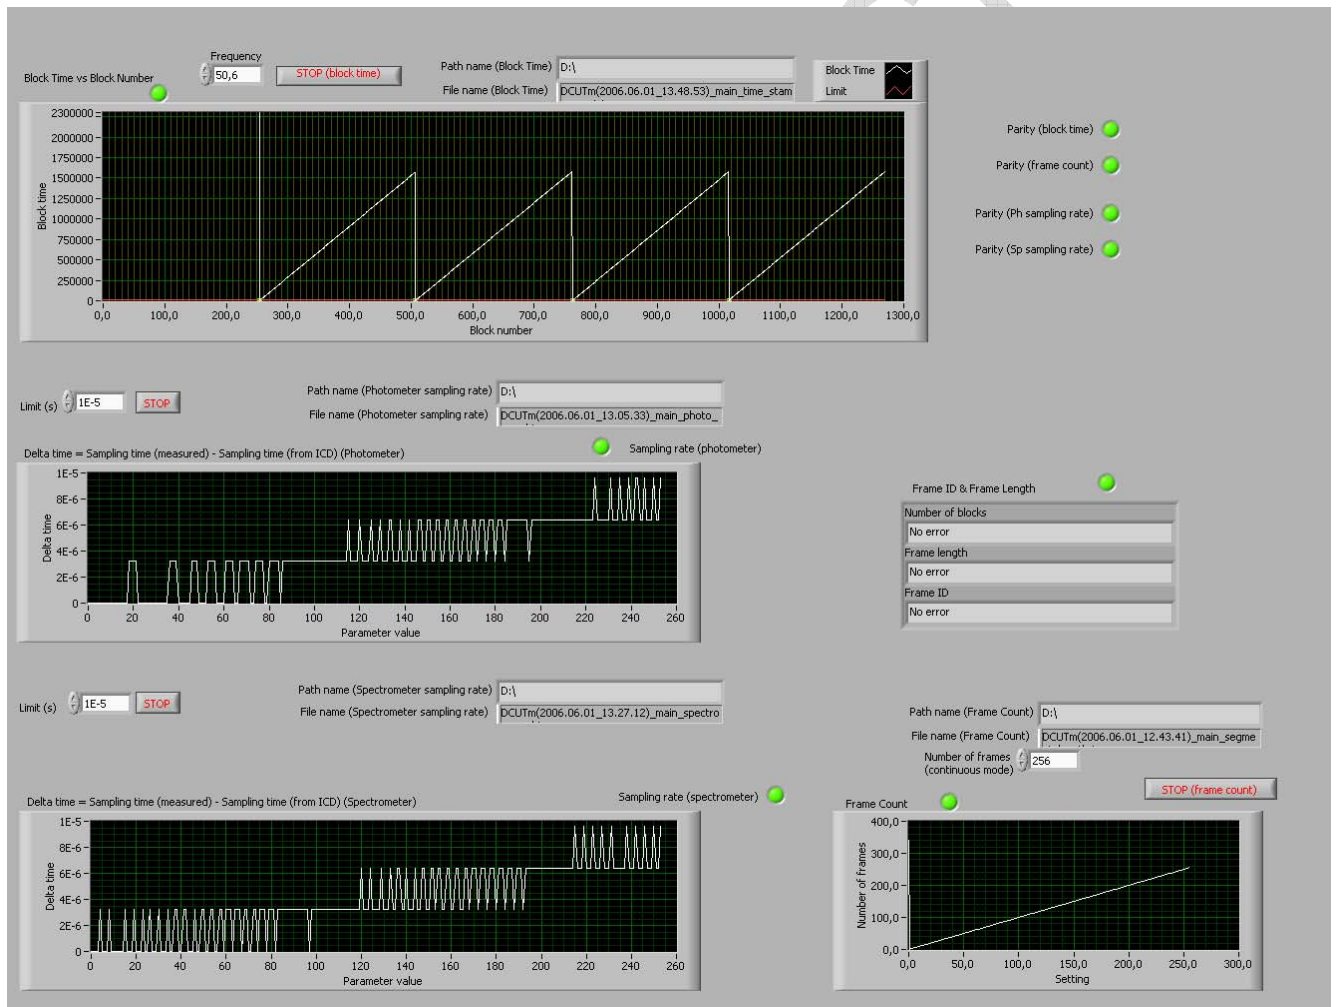 Frequency
Block Time vs Block Number
50,6
STOP (block time)
Path name (Block Time) D:\
File name (Block Time) DCUTm(2006.06.01_13.48.53)_main_time_stam
Block Time
Limit
2300000
2000000
1750000
1500000
1250000
1000000
750000
500000
250000
0
Block time
0,0 100,0 200,0 300,0 400,0 500,0 600,0 700,0 800,0 900,0 1000,0 1100,0 1200,0 1300,0
Block number
Parity (block time)
Parity (frame count)
Parity (Ph sampling rate)
Parity (Sp sampling rate)
Limit (s) 1E-5 STOP
Path name (Photometer sampling rate) D:\
File name (Photometer sampling rate) DCUTm(2006.06.01_13.05.33)_main_photo_
Delta time = Sampling time (measured) - Sampling time (from ICD) (Photometer)
Sampling rate (photometer)
1E-5
8E-6
6E-6
4E-6
2E-6
0
Delta time
0 20 40 60 80 100 120 140 160 180 200 220 240 260
Parameter value
Frame ID & Frame Length
Number of blocks
No error
Frame length
No error
Frame ID
No error
Limit (s) 1E-5 STOP
Path name (Spectrometer sampling rate) D:\
File name (Spectrometer sampling rate) DCUTm(2006.06.01_13.27.12)_main_spectro
Delta time = Sampling time (measured) - Sampling time (from ICD) (Spectrometer)
Sampling rate (spectrometer)
1E-5
8E-6
6E-6
4E-6
2E-6
0
Delta time
0 20 40 60 80 100 120 140 160 180 200 220 240 260
Parameter value
Path name (Frame Count) D:\
File name (Frame Count) DCUTm(2006.06.01_12.43.41)_main_segme
Number of frames
(continuous mode)
256
STOP (frame count)
Frame Count
400,0
300,0
200,0
100,0
0,0
Number of frames
0,0 50,0 100,0 150,0 200,0 250,0 300,0
Setting